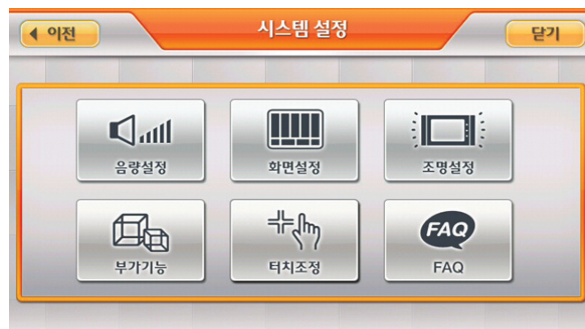 이전
시스템 설정
닫기
음량설정
화면설정
조명설정
부가기능
터치조정
FAQ
FAQ